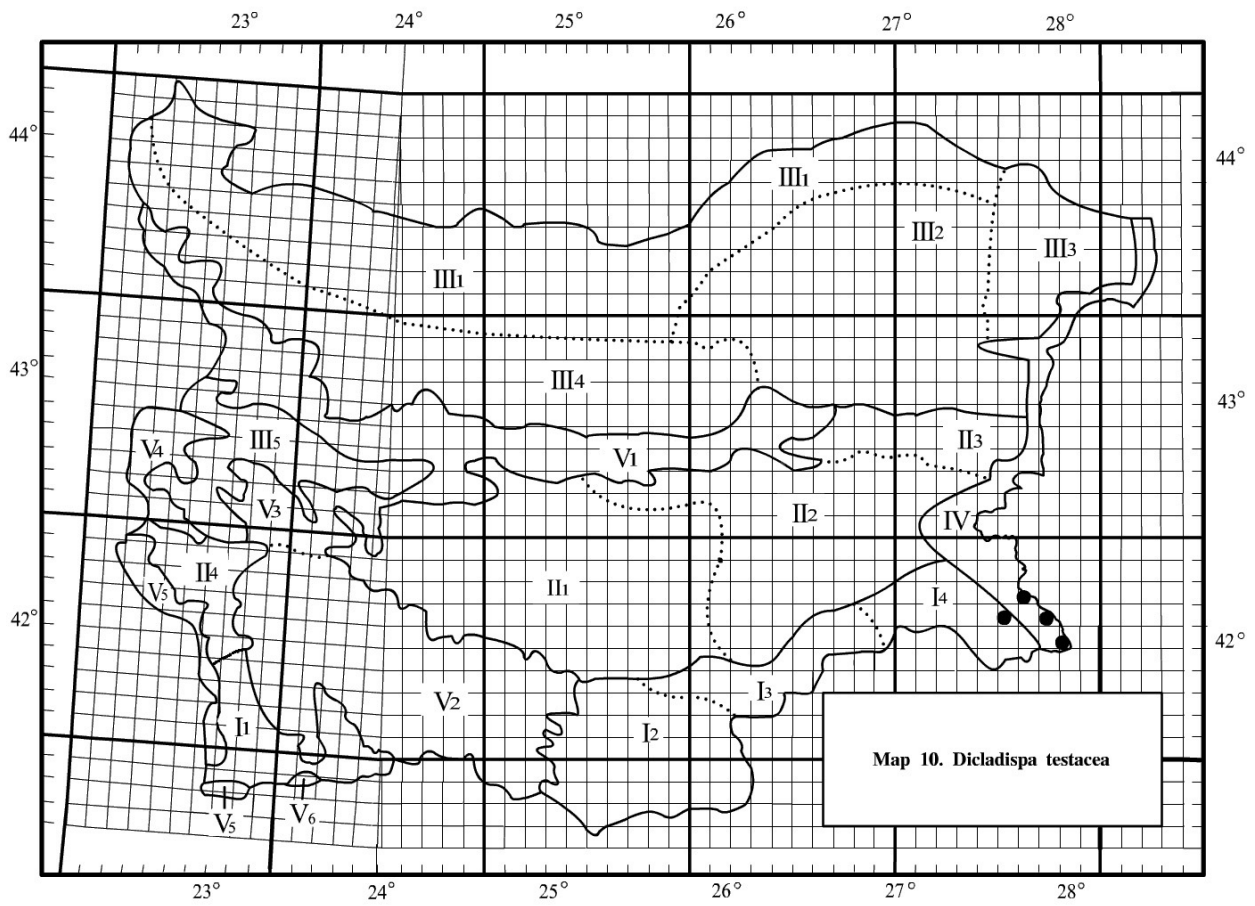 23° 24° 25° 26° 27° 28°
44°
44°
III1
III2
III3
III1
43°
43°
III4
III5
II3
V4
V1
V3
II2
IV
II4
V5
II1
I4
42°
42°
I3
V2
I1
I2
Map 10. Dicladispa testacea
V5
V6
23° 24° 25° 26° 27° 28°